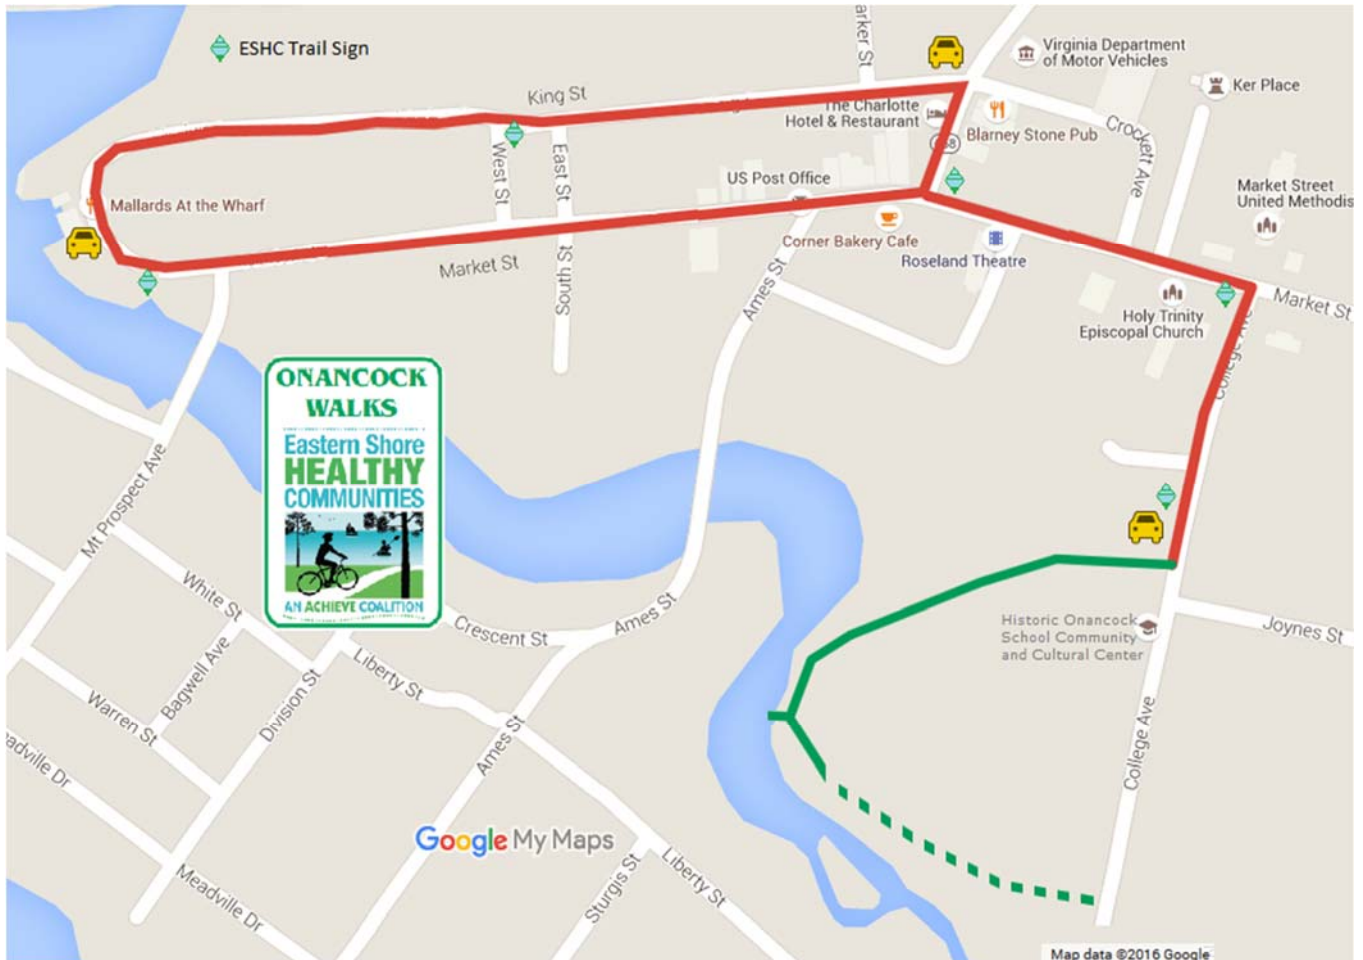 ESHC Trail Sign
arker St
Virginia Department
of Motor Vehicles
Ker Place
King St
The Charlotte
Hotel & Restaurant
Blarney Stone Pub
Crockett Ave
West St
East St
US Post Office
Market Street
United Methodis
Mallards At the Wharf
Corner Bakery Cafe
Roseland Theatre
Market St
South St
Ames St
Market St
Holy Trinity
Episcopal Church
College Ave
ONANCOCK
WALKS
Eastern Shore
HEALTHY
COMMUNITIES
AN ACHIEVE COALITION
Mt Prospect Ave
White St
Crescent St
Ames St
Historic Onancock
School Community
and Cultural Center
Joynes St
Bagwell Ave
Liberty St
Division St
Warren St
Ames St
College Ave
eadville Dr
Google My Maps
Meadville Dr
Sturgis St
Liberty St
Map data ©2016 Google